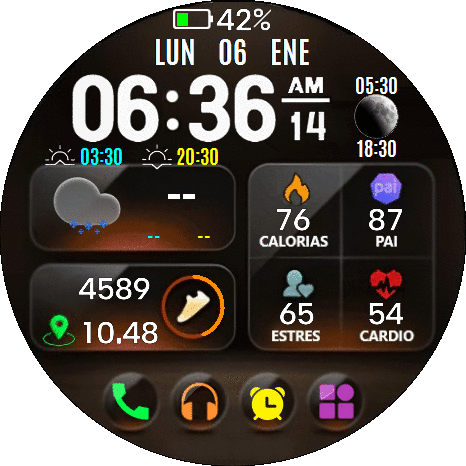 42%
LUN 06 ENE
06:36 AM 14
05:30
18:30
03:30 20:30
--
-- --
4589
10.48
76
CALORIAS
pai
87
PAI
65
ESTRES
54
CARDIO